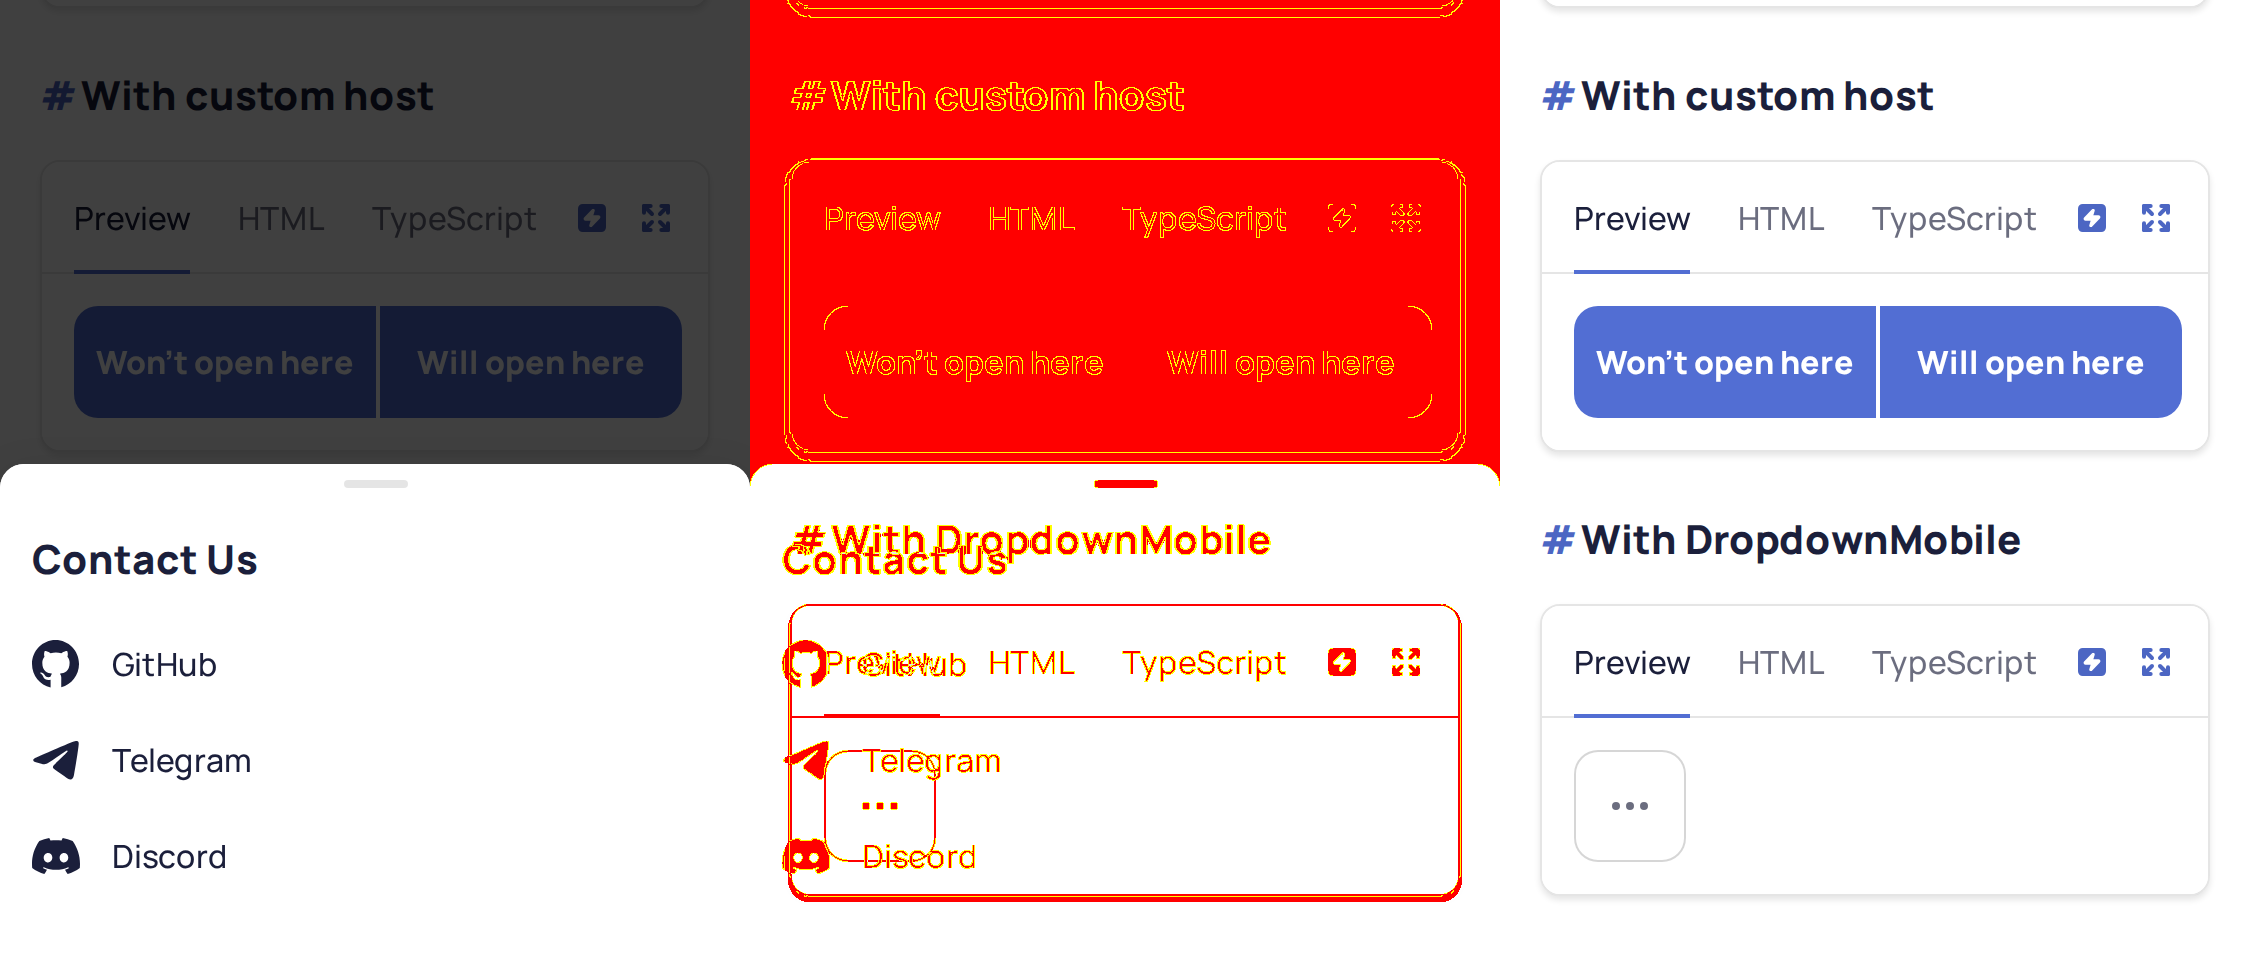 # With custom host
Preview HTML TypeScript
Won't open here Will open here
Contact Us
GitHub
Telegram
Discord
# With custom host
Preview HTML TypeScript
Won't open here Will open here
# With DropdownMobile
Contact Us
Preview HTML TypeScript
GitHub
Telegram
Discord
# With custom host
Preview HTML TypeScript
Won't open here Will open here
# With DropdownMobile
Preview HTML TypeScript